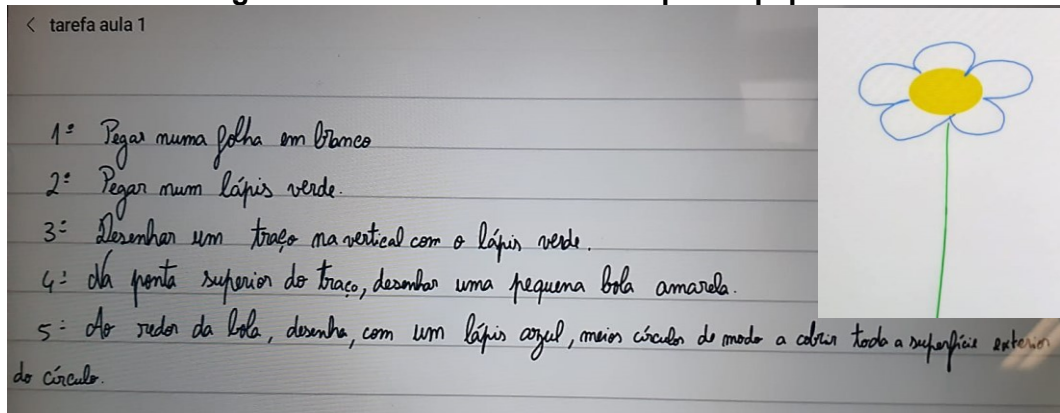 < tarefa aula 1
1º Pegar numa folha em branco
2º Pegar num lápis verde.
3º Desenhar um traço na vertical com o lápis verde.
4º Na ponta superior do traço, desenhar uma pequena bola amarela.
5º Ao redor da bola, desenha, com um lápis azul, meios círculos de modo a cobrir toda a superfície exterior
do círculo.